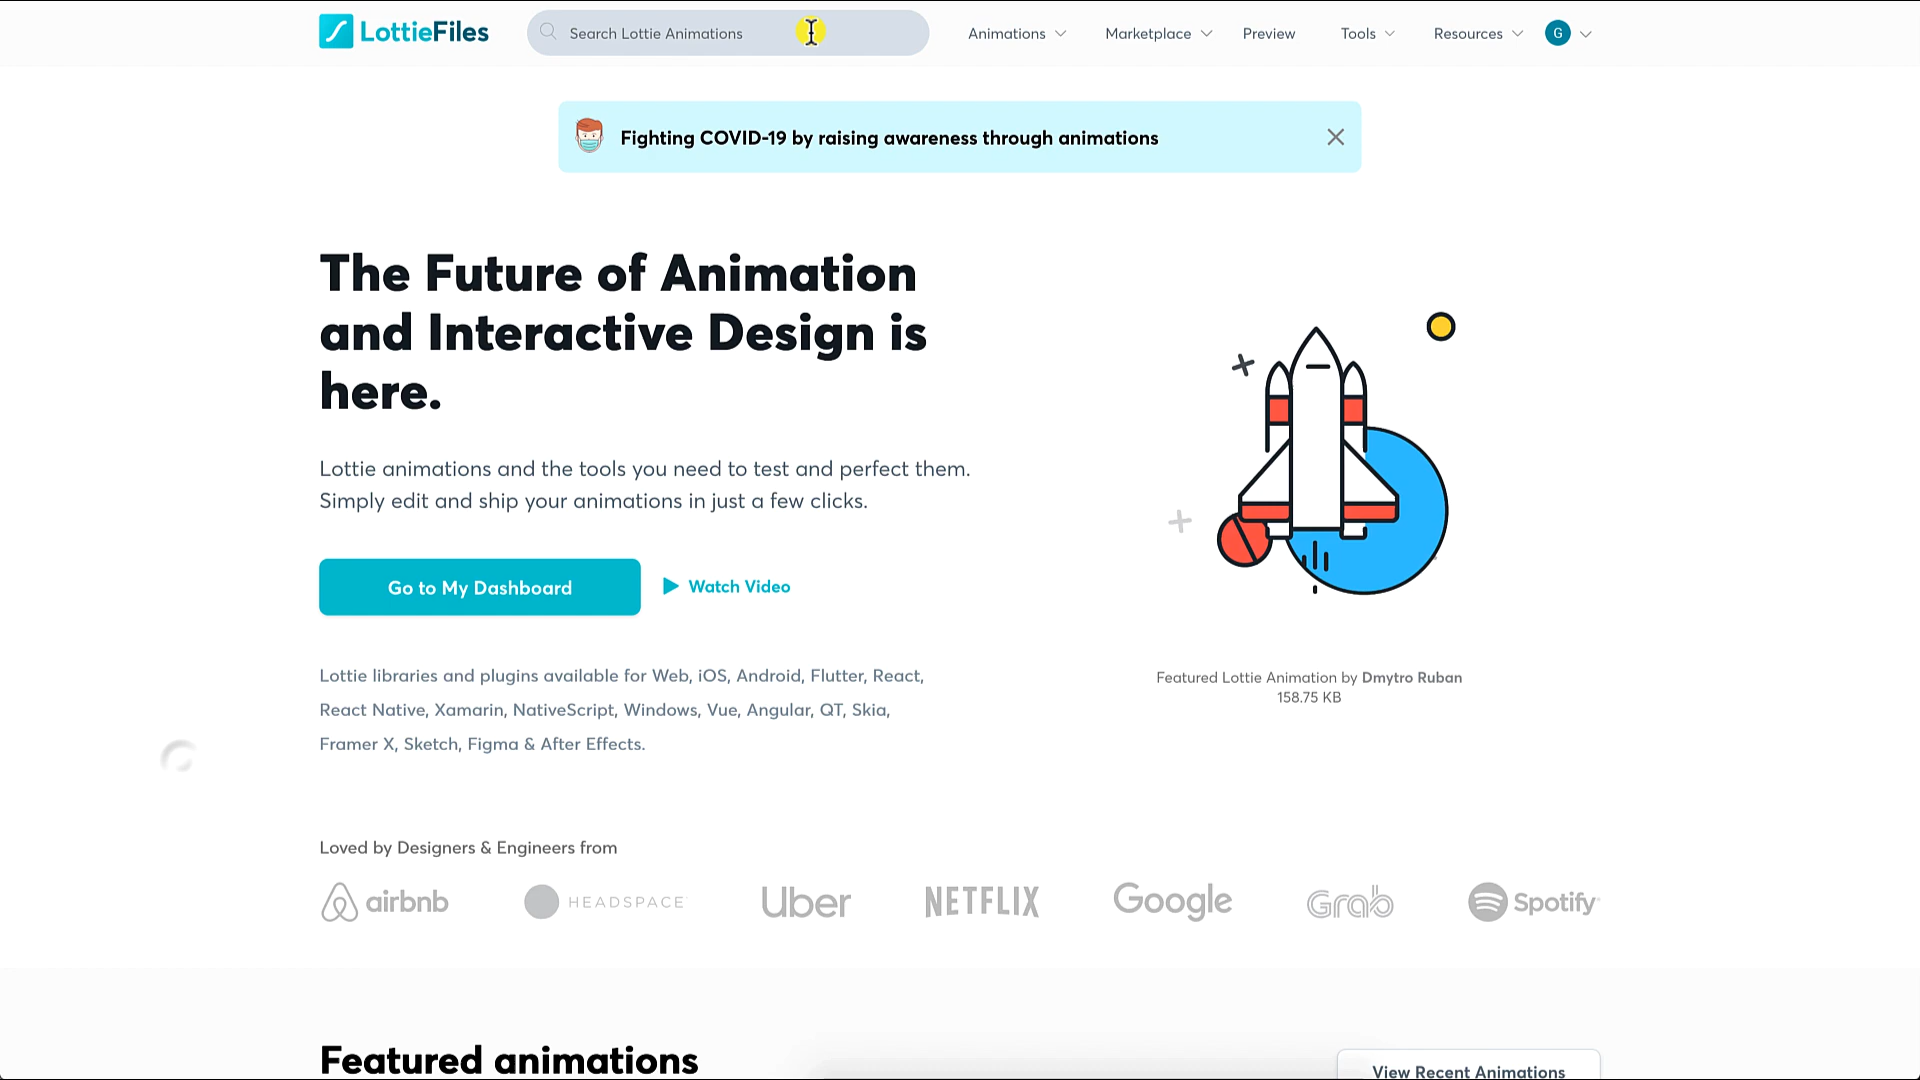 LottieFiles
Search Lottie Animations
Animations
Marketplace
Preview
Tools
Resources
G
Fighting COVID-19 by raising awareness through animations
The Future of Animation
and Interactive Design is
here.
Lottie animations and the tools you need to test and perfect them.
Simply edit and ship your animations in just a few clicks.
Go to My Dashboard
Watch Video
Lottie libraries and plugins available for Web, iOS, Android, Flutter, React,
React Native, Xamarin, NativeScript, Windows, Vue, Angular, QT, Skia,
Framer X, Sketch, Figma & After Effects.
Featured Lottie Animation by Dmytro Ruban
158.75 KB
Loved by Designers & Engineers from
airbnb
HEADSPACE
Uber
NETFLIX
Google
Grab
Spotify
Featured animations
View Recent Animations